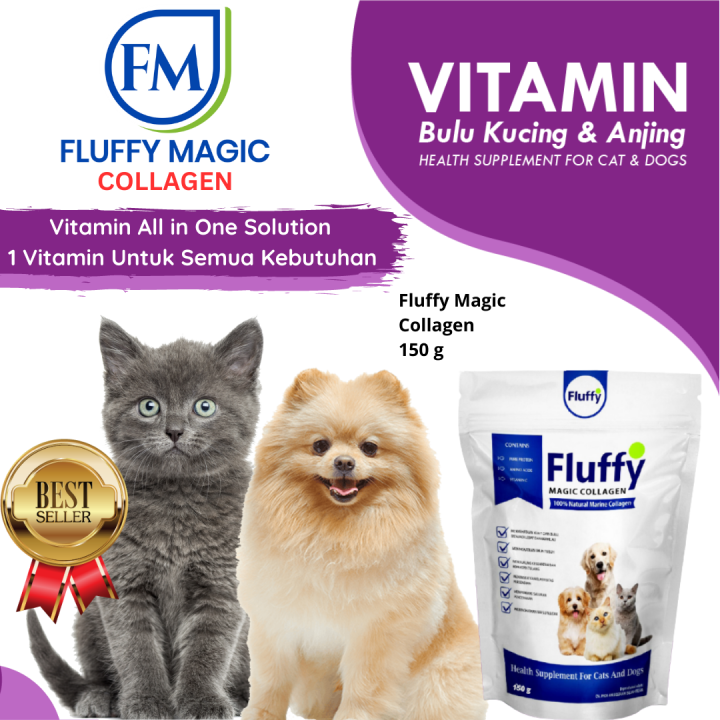 FM
FLUFFY MAGIC
COLLAGEN
VITAMIN
Bulu Kucing & Anjing
HEALTH SUPPLEMENT FOR CAT & DOGS
Vitamin All in One Solution
1 Vitamin Untuk Semua Kebutuhan
Fluffy Magic
Collagen
150 g
BEST
SELLER
Fluffy
Fluffy
MAGIC COLLAGEN
100% Natural Marine Collagen
Health Supplement For Cats And Dogs
150 g